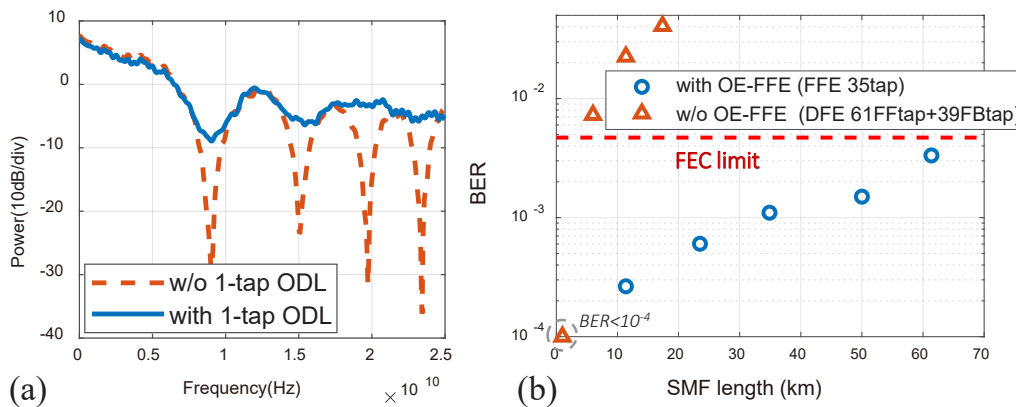 10
0
-10
-20
-30
-40
Power(10dB/div)
w/o 1-tap ODL
with 1-tap ODL
0 0.5 1 1.5 2 2.5
Frequency(Hz)
× 10 10
(a)
10-2
10-3
10-4
BER
with OE-FFE (FFE 35tap)
w/o OE-FFE (DFE 61FFtap+39FBtap)
FEC limit
BER<10-4
0 10 20 30 40 50 60 70
SMF length (km)
(b)